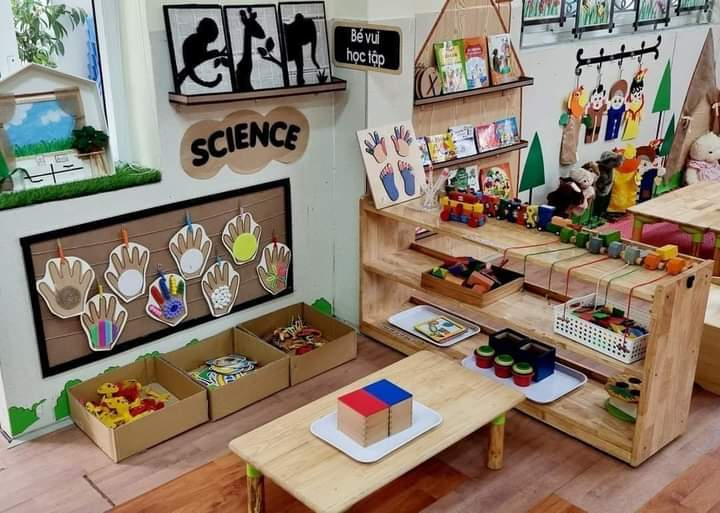 Bé vui
học tập
SCIENCE